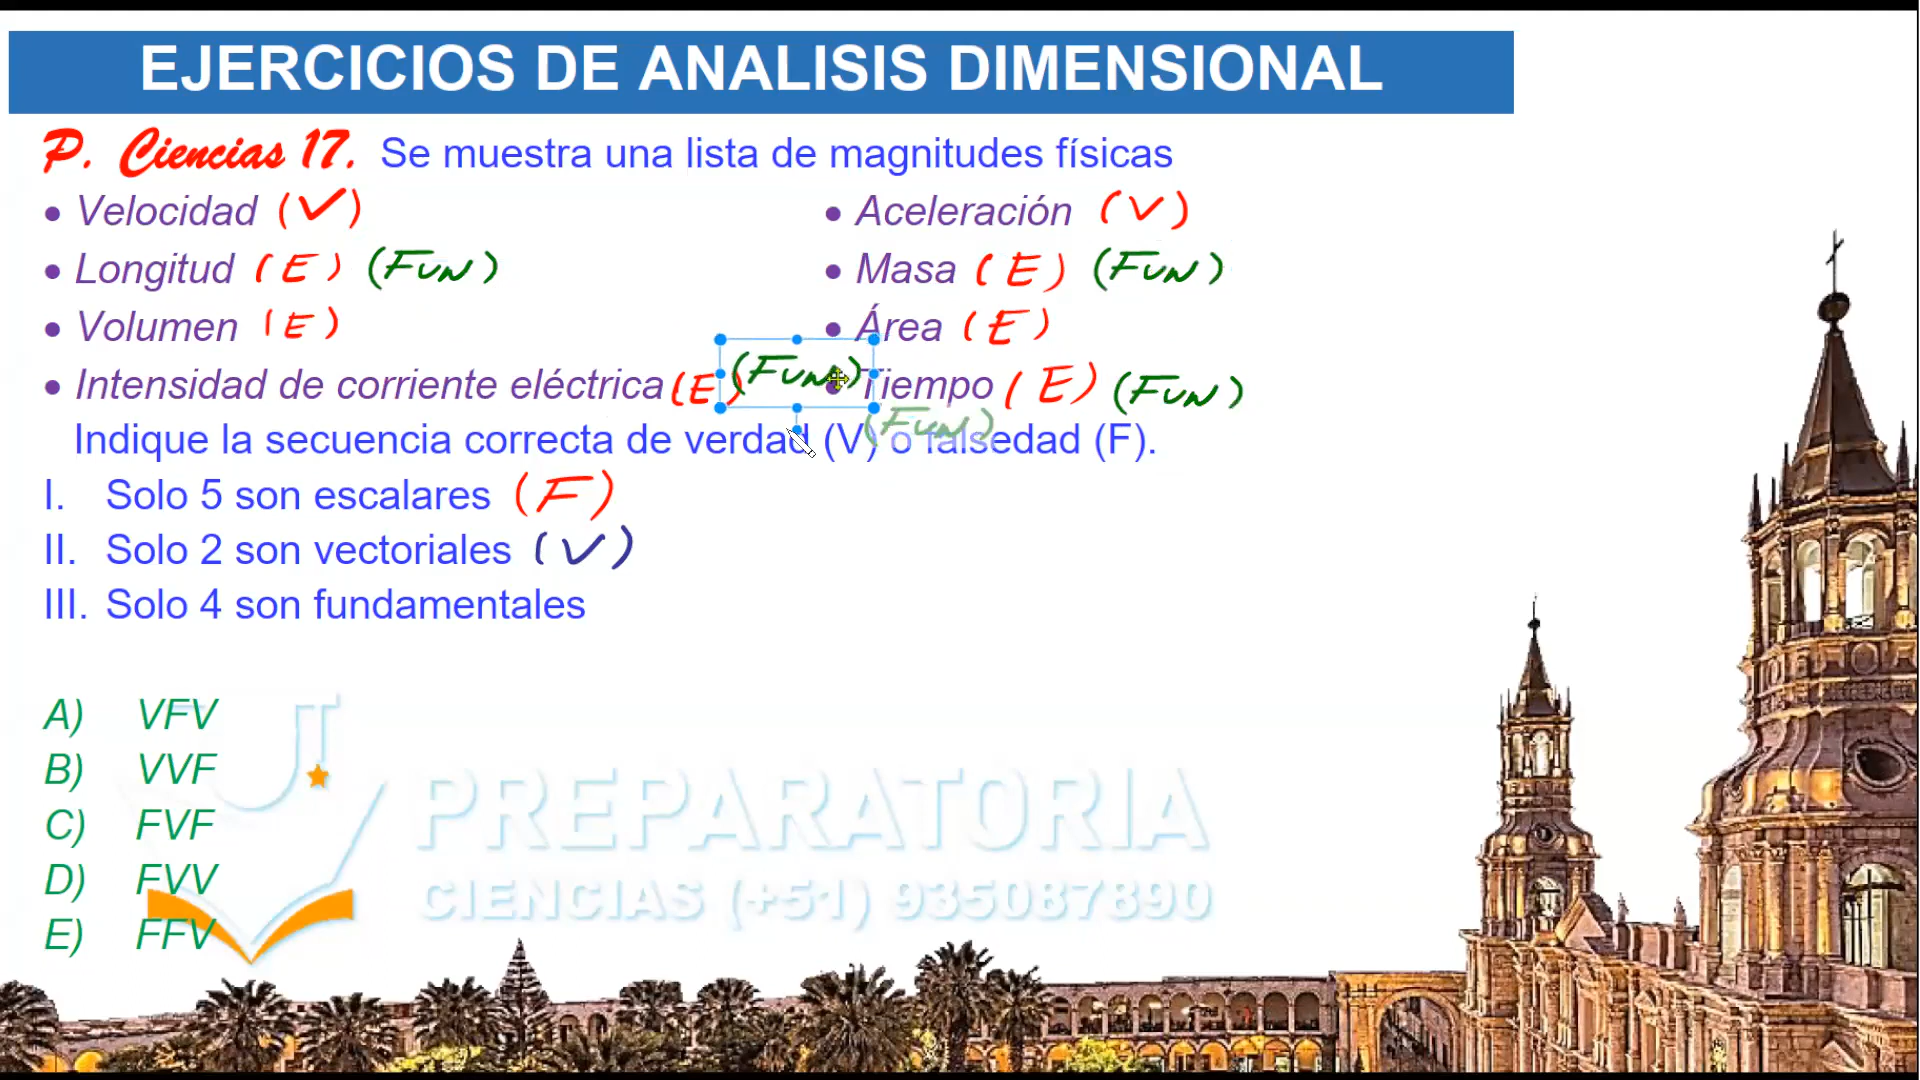 EJERCICIOS DE ANALISIS DIMENSIONAL
P. Ciencias 17. Se muestra una lista de magnitudes físicas
• Velocidad (V) • Aceleración (V)
• Longitud (E) (FUN) • Masa (E) (FUN)
• Volumen (E) • Área (E)
• Intensidad de corriente eléctrica (E) (FUN) • Tiempo (E) (FUN)
(FUN)
Indique la secuencia correcta de verdad (V) o falsedad (F).
I. Solo 5 son escalares (F)
II. Solo 2 son vectoriales (V)
III. Solo 4 son fundamentales
A) VFV
B) VVF
C) FVF
D) FVV
E) FFV
PREPARATORIA
CIENCIAS (+51) 935087890